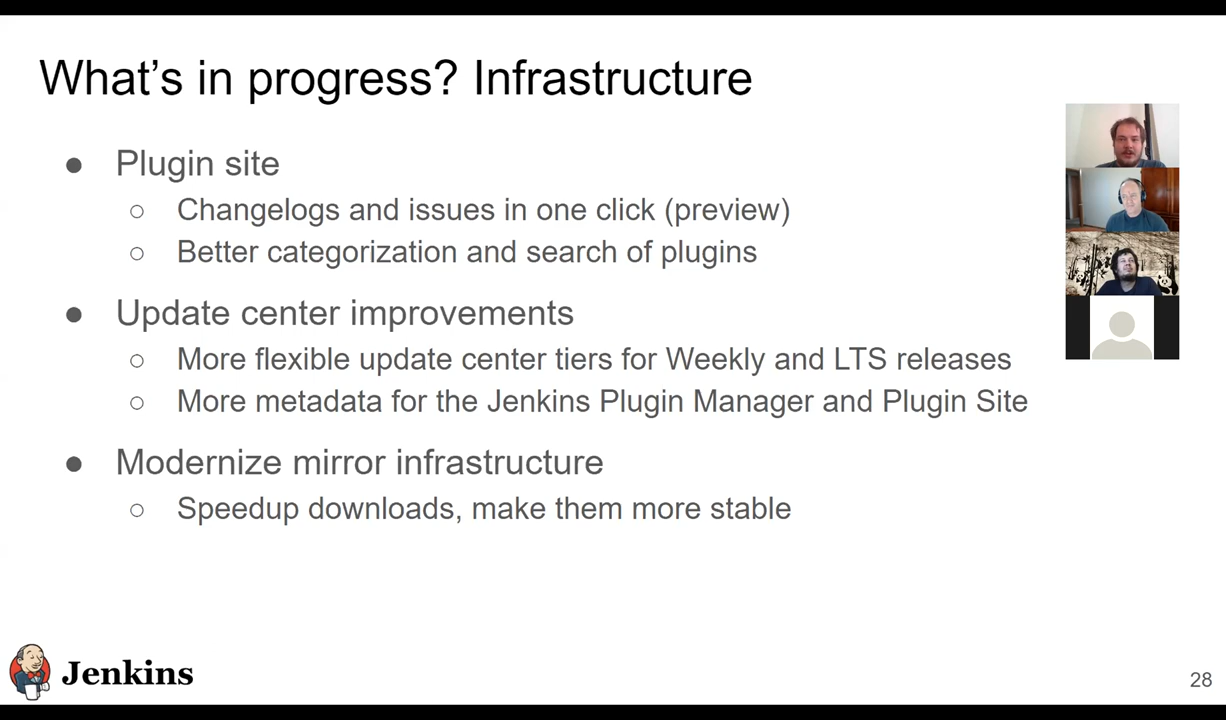 What's in progress? Infrastructure
● Plugin site
○ Changelogs and issues in one click (preview)
○ Better categorization and search of plugins
● Update center improvements
○ More flexible update center tiers for Weekly and LTS releases
○ More metadata for the Jenkins Plugin Manager and Plugin Site
● Modernize mirror infrastructure
○ Speedup downloads, make them more stable
Jenkins
28